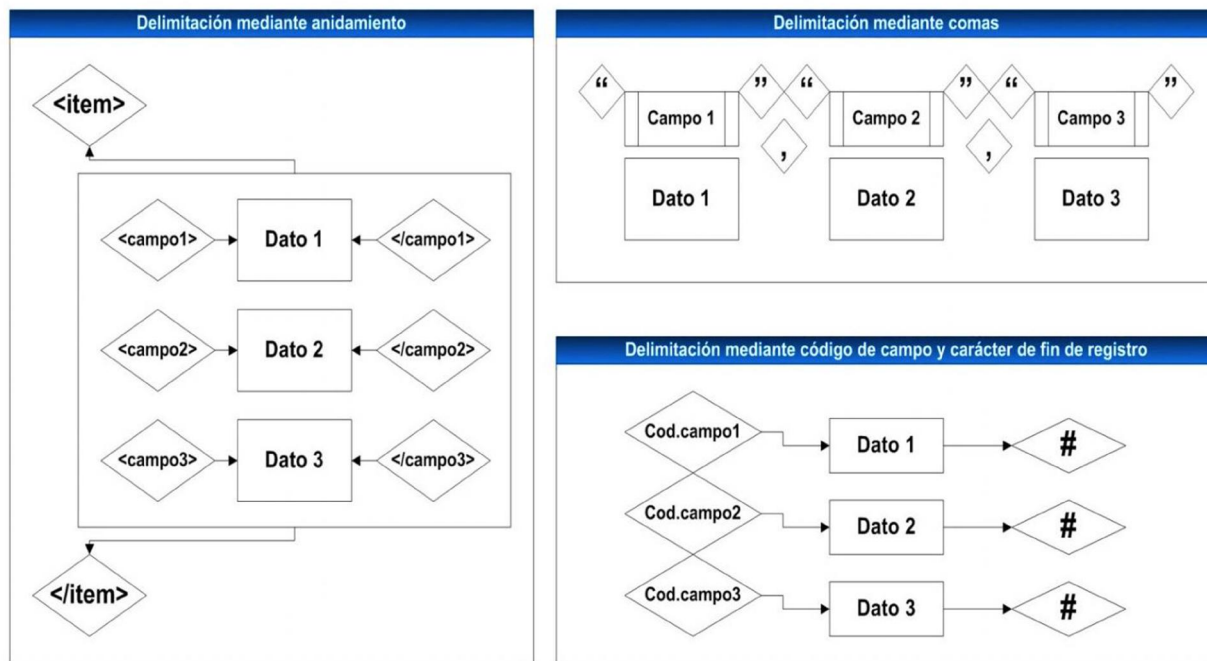 Delimitación mediante anidamiento
<item>
<campo1> Dato 1 </campo1>
<campo2> Dato 2 </campo2>
<campo3> Dato 3 </campo3>
</item>
Delimitación mediante comas
“ ” “ ” “ ”
Campo 1 Campo 2 Campo 3
, ,
Dato 1 Dato 2 Dato 3
Delimitación mediante código de campo y carácter de fin de registro
Cod.campo1 Dato 1 #
Cod.campo2 Dato 2 #
Cod.campo3 Dato 3 #